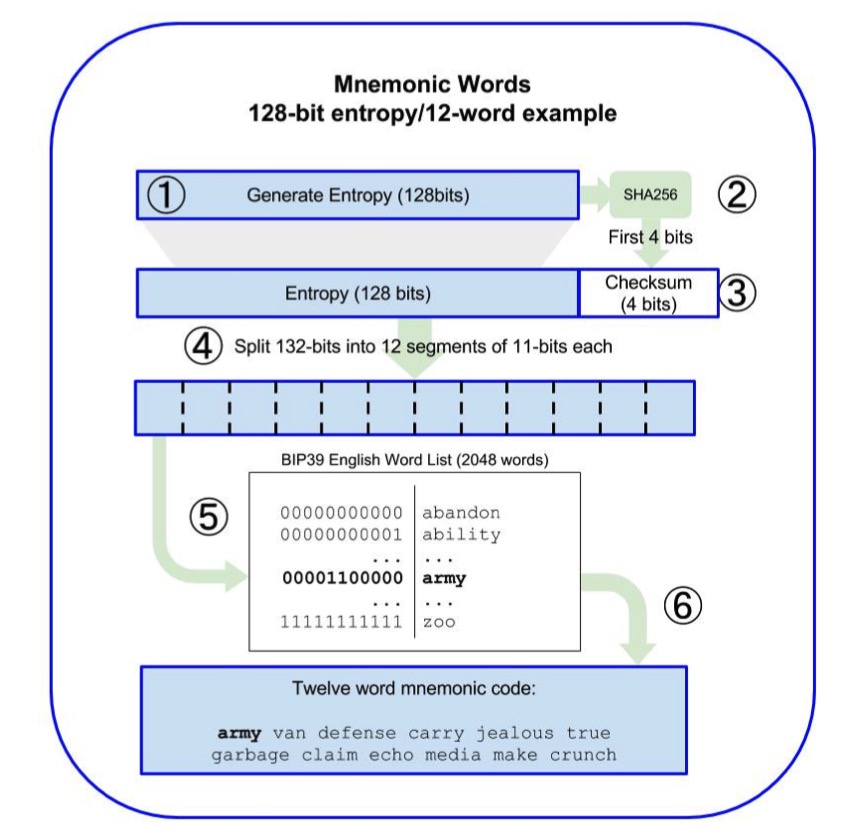 Mnemonic Words
128-bit entropy/12-word example
① Generate Entropy (128bits) SHA256 ②
First 4 bits
Entropy (128 bits) Checksum (4 bits) ③
④ Split 132-bits into 12 segments of 11-bits each
BIP39 English Word List (2048 words)
⑤
00000000000 abandon
00000000001 ability
... ...
00001100000 army
... ...
11111111111 zoo
⑥
Twelve word mnemonic code:
army van defense carry jealous true
garbage claim echo media make crunch